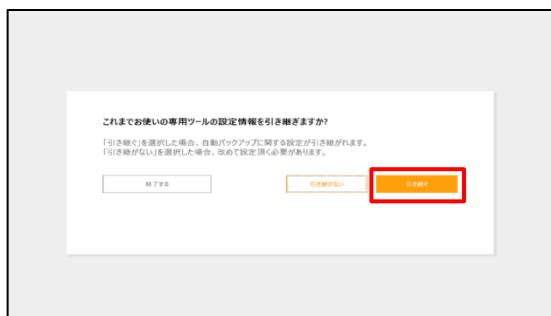 これまでお使いの専用ツールの設定情報を引き継ぎますか?
「引き継ぐ」を選択した場合、自動バックアップに関する設定が引き継がれます。
「引き継がない」を選択した場合、改めて設定頂く必要があります。
終了する
引き継がない
引き継ぐ